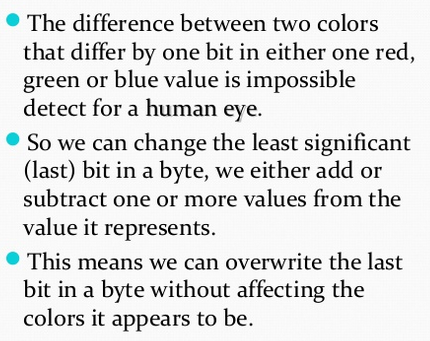 The difference between two colors
that differ by one bit in either one red,
green or blue value is impossible
detect for a human eye.
So we can change the least significant
(last) bit in a byte, we either add or
subtract one or more values from the
value it represents.
This means we can overwrite the last
bit in a byte without affecting the
colors it appears to be.